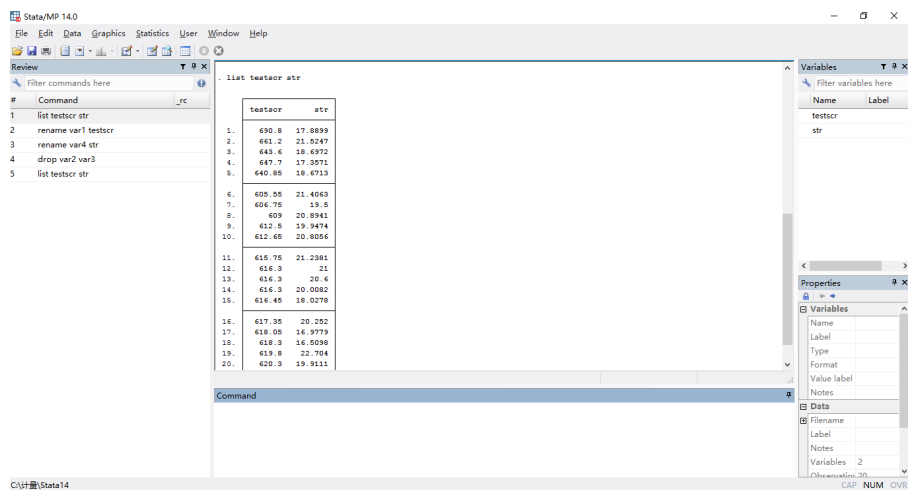 Stata/MP 14.0
File Edit Data Graphics Statistics User Window Help
Review
Filter commands here
# Command _rc
1 list testscr str
2 rename var1 testscr
3 rename var4 str
4 drop var2 var3
5 list testscr str
. list testscr str
testscr str
1. 690.8 17.8899
2. 661.2 21.5247
3. 643.6 18.6972
4. 647.7 17.3571
5. 640.85 18.6713
6. 605.55 21.4063
7. 606.75 19.5
8. 609 20.8941
9. 612.5 19.9474
10. 612.65 20.8056
11. 615.75 21.2381
12. 616.3 21
13. 616.3 20.6
14. 616.3 20.0082
15. 616.45 18.0278
16. 617.35 20.252
17. 618.05 16.9779
18. 618.3 16.5098
19. 619.8 22.704
20. 620.3 19.9111
Command
Variables
Filter variables here
Name Label
testscr
str
Properties
Variables
Name
Label
Type
Format
Value label
Notes
Data
Filename
Label
Notes
Variables 2
Observations 20
C:\计量\Stata14
CAP NUM OVR